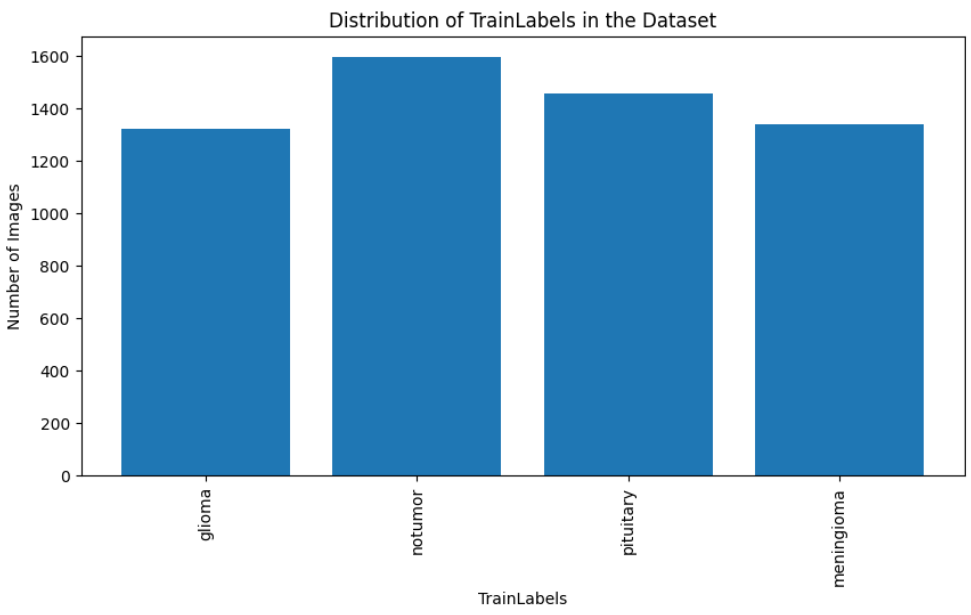 Distribution of TrainLabels in the Dataset
Number of Images
1600
1400
1200
1000
800
600
400
200
0
glioma
notumor
pituitary
meningioma
TrainLabels